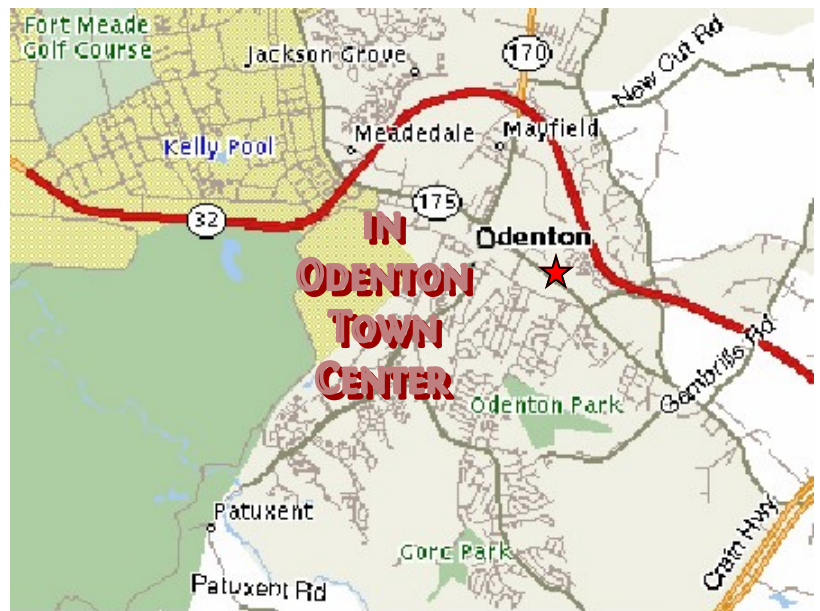 Fort Meade
Golf Course
170
New Cut Rd
Jackson Grove
Kelly Pool
Meadedale
Mayfield
175
32
IN
ODENTON
TOWN
CENTER
Odenton
Gambrills Rd
Odenton Park
Patuxent
Gorc Park
Crain Hwy
Patuxent Rd